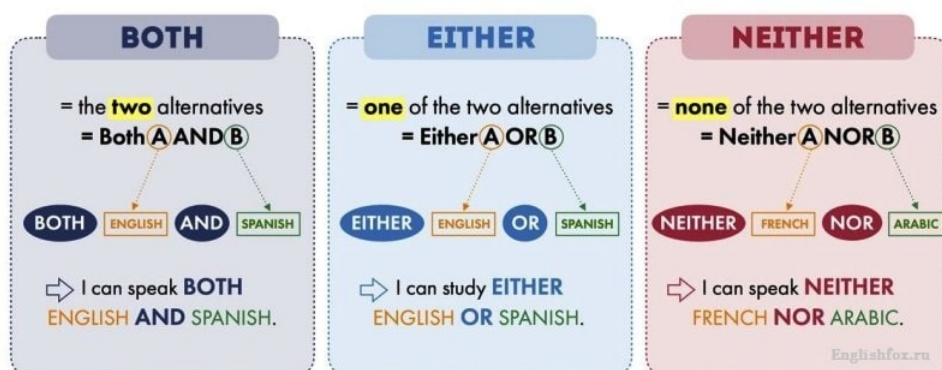 BOTH
= the two alternatives
= Both A AND B
BOTH ENGLISH AND SPANISH
I can speak BOTH
ENGLISH AND SPANISH.
EITHER
= one of the two alternatives
= Either A OR B
EITHER ENGLISH OR SPANISH
I can study EITHER
ENGLISH OR SPANISH.
NEITHER
= none of the two alternatives
= Neither A NOR B
NEITHER FRENCH NOR ARABIC
I can speak NEITHER
FRENCH NOR ARABIC.
Englishfox.ru